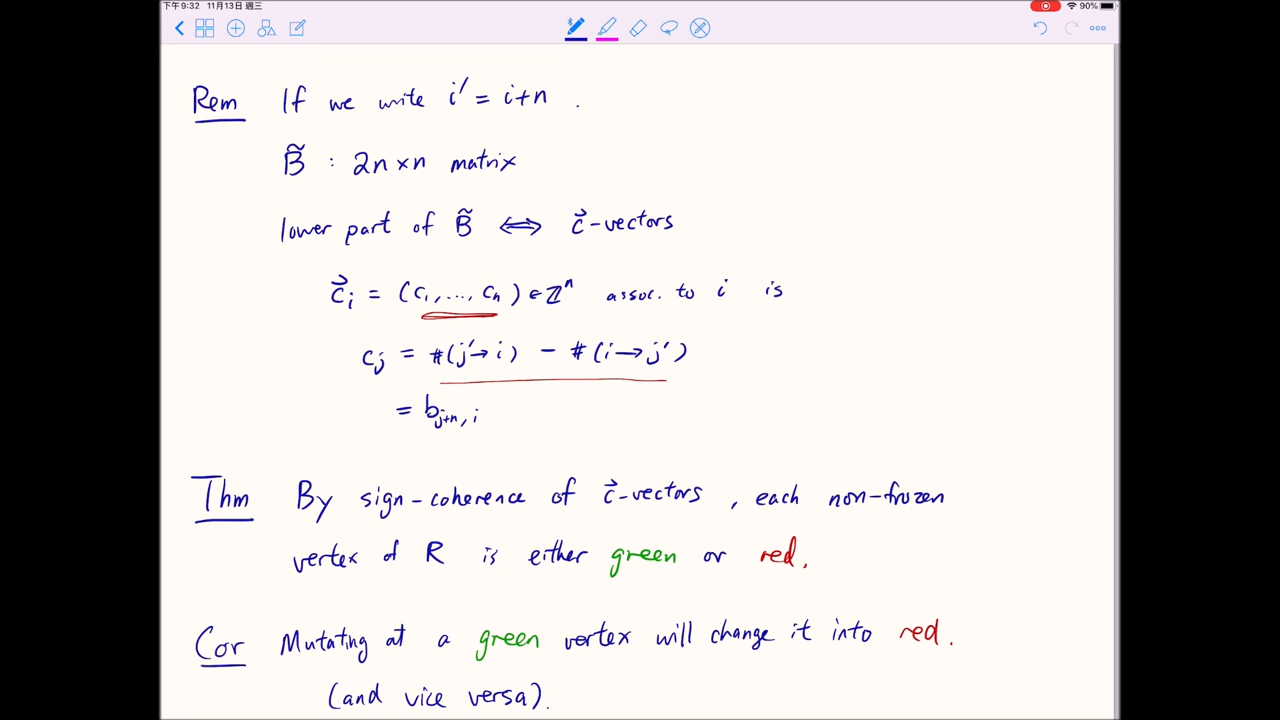 下午9:32 11月13日 週三 90%
Rem If we write i' = i+n .
B̃ : 2n×n matrix
lower part of B̃ ⟺ c⃗-vectors
c⃗ᵢ = (c₁, ..., cₙ) ∈ ℤⁿ assoc. to i is
cⱼ = #(j'→i) − #(i→j')
= b_{j+n, i}
Thm By sign-coherence of c⃗-vectors, each non-frozen
vertex of R is either green or red.
Cor Mutating at a green vertex will change it into red.
(and vice versa).